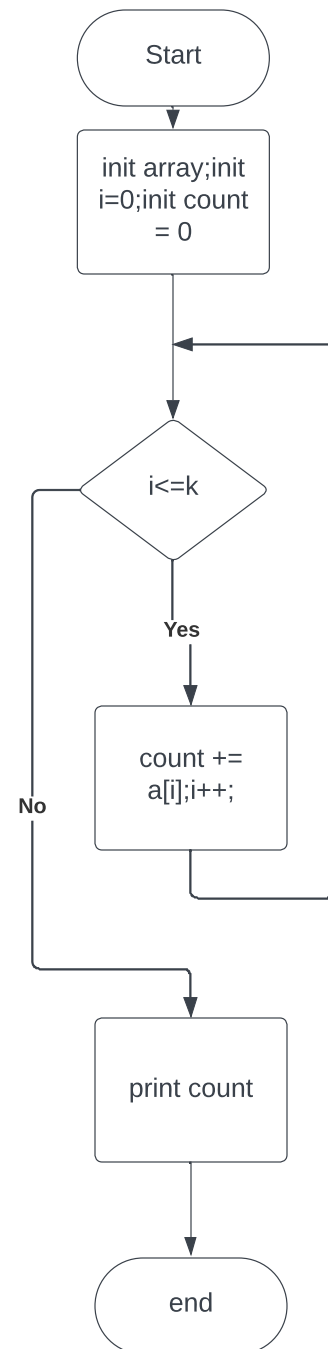 Start
init array;init
i=0;init count
= 0
i<=k
Yes
count +=
a[i];i++;
No
print count
end